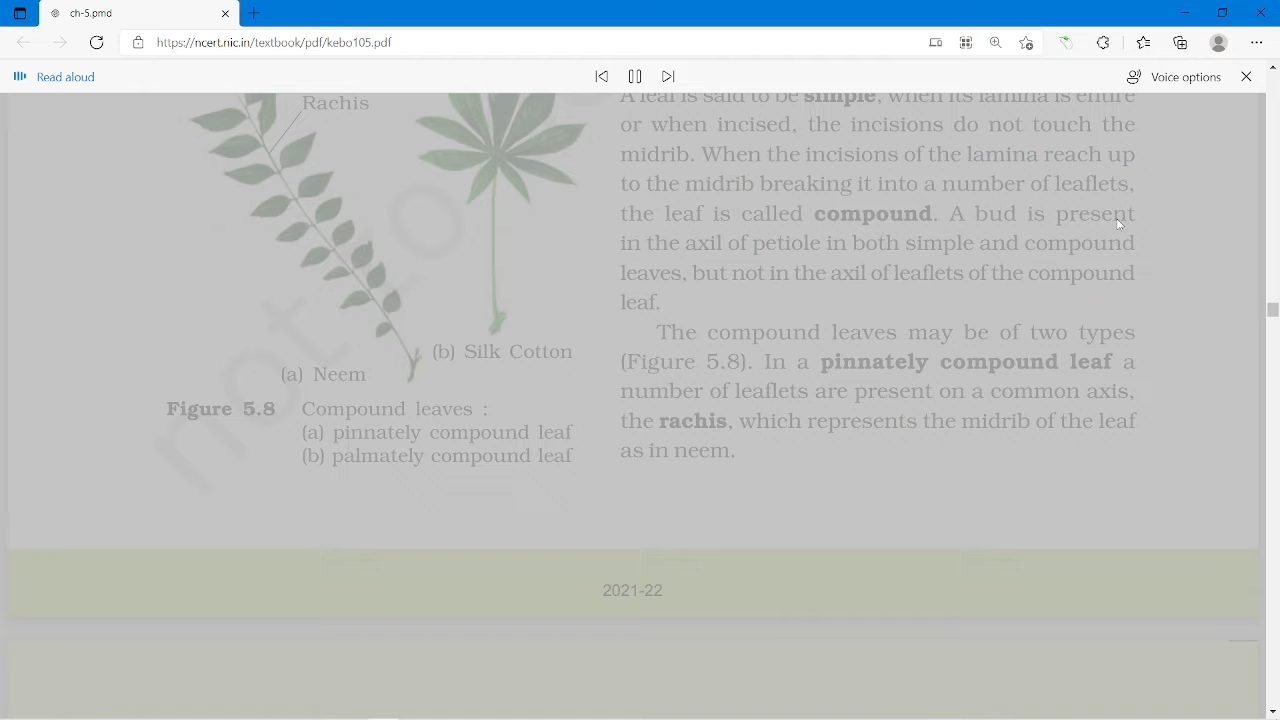 ch-5.pmd
https://ncert.nic.in/textbook/pdf/kebo105.pdf
Read aloud
Voice options
Rachis
(b) Silk Cotton
(a) Neem
Figure 5.8 Compound leaves :
(a) pinnately compound leaf
(b) palmately compound leaf
A leaf is said to be simple, when its lamina is entire
or when incised, the incisions do not touch the
midrib. When the incisions of the lamina reach up
to the midrib breaking it into a number of leaflets,
the leaf is called compound. A bud is present
in the axil of petiole in both simple and compound
leaves, but not in the axil of leaflets of the compound
leaf.
The compound leaves may be of two types
(Figure 5.8). In a pinnately compound leaf a
number of leaflets are present on a common axis,
the rachis, which represents the midrib of the leaf
as in neem.
not to
2021-22